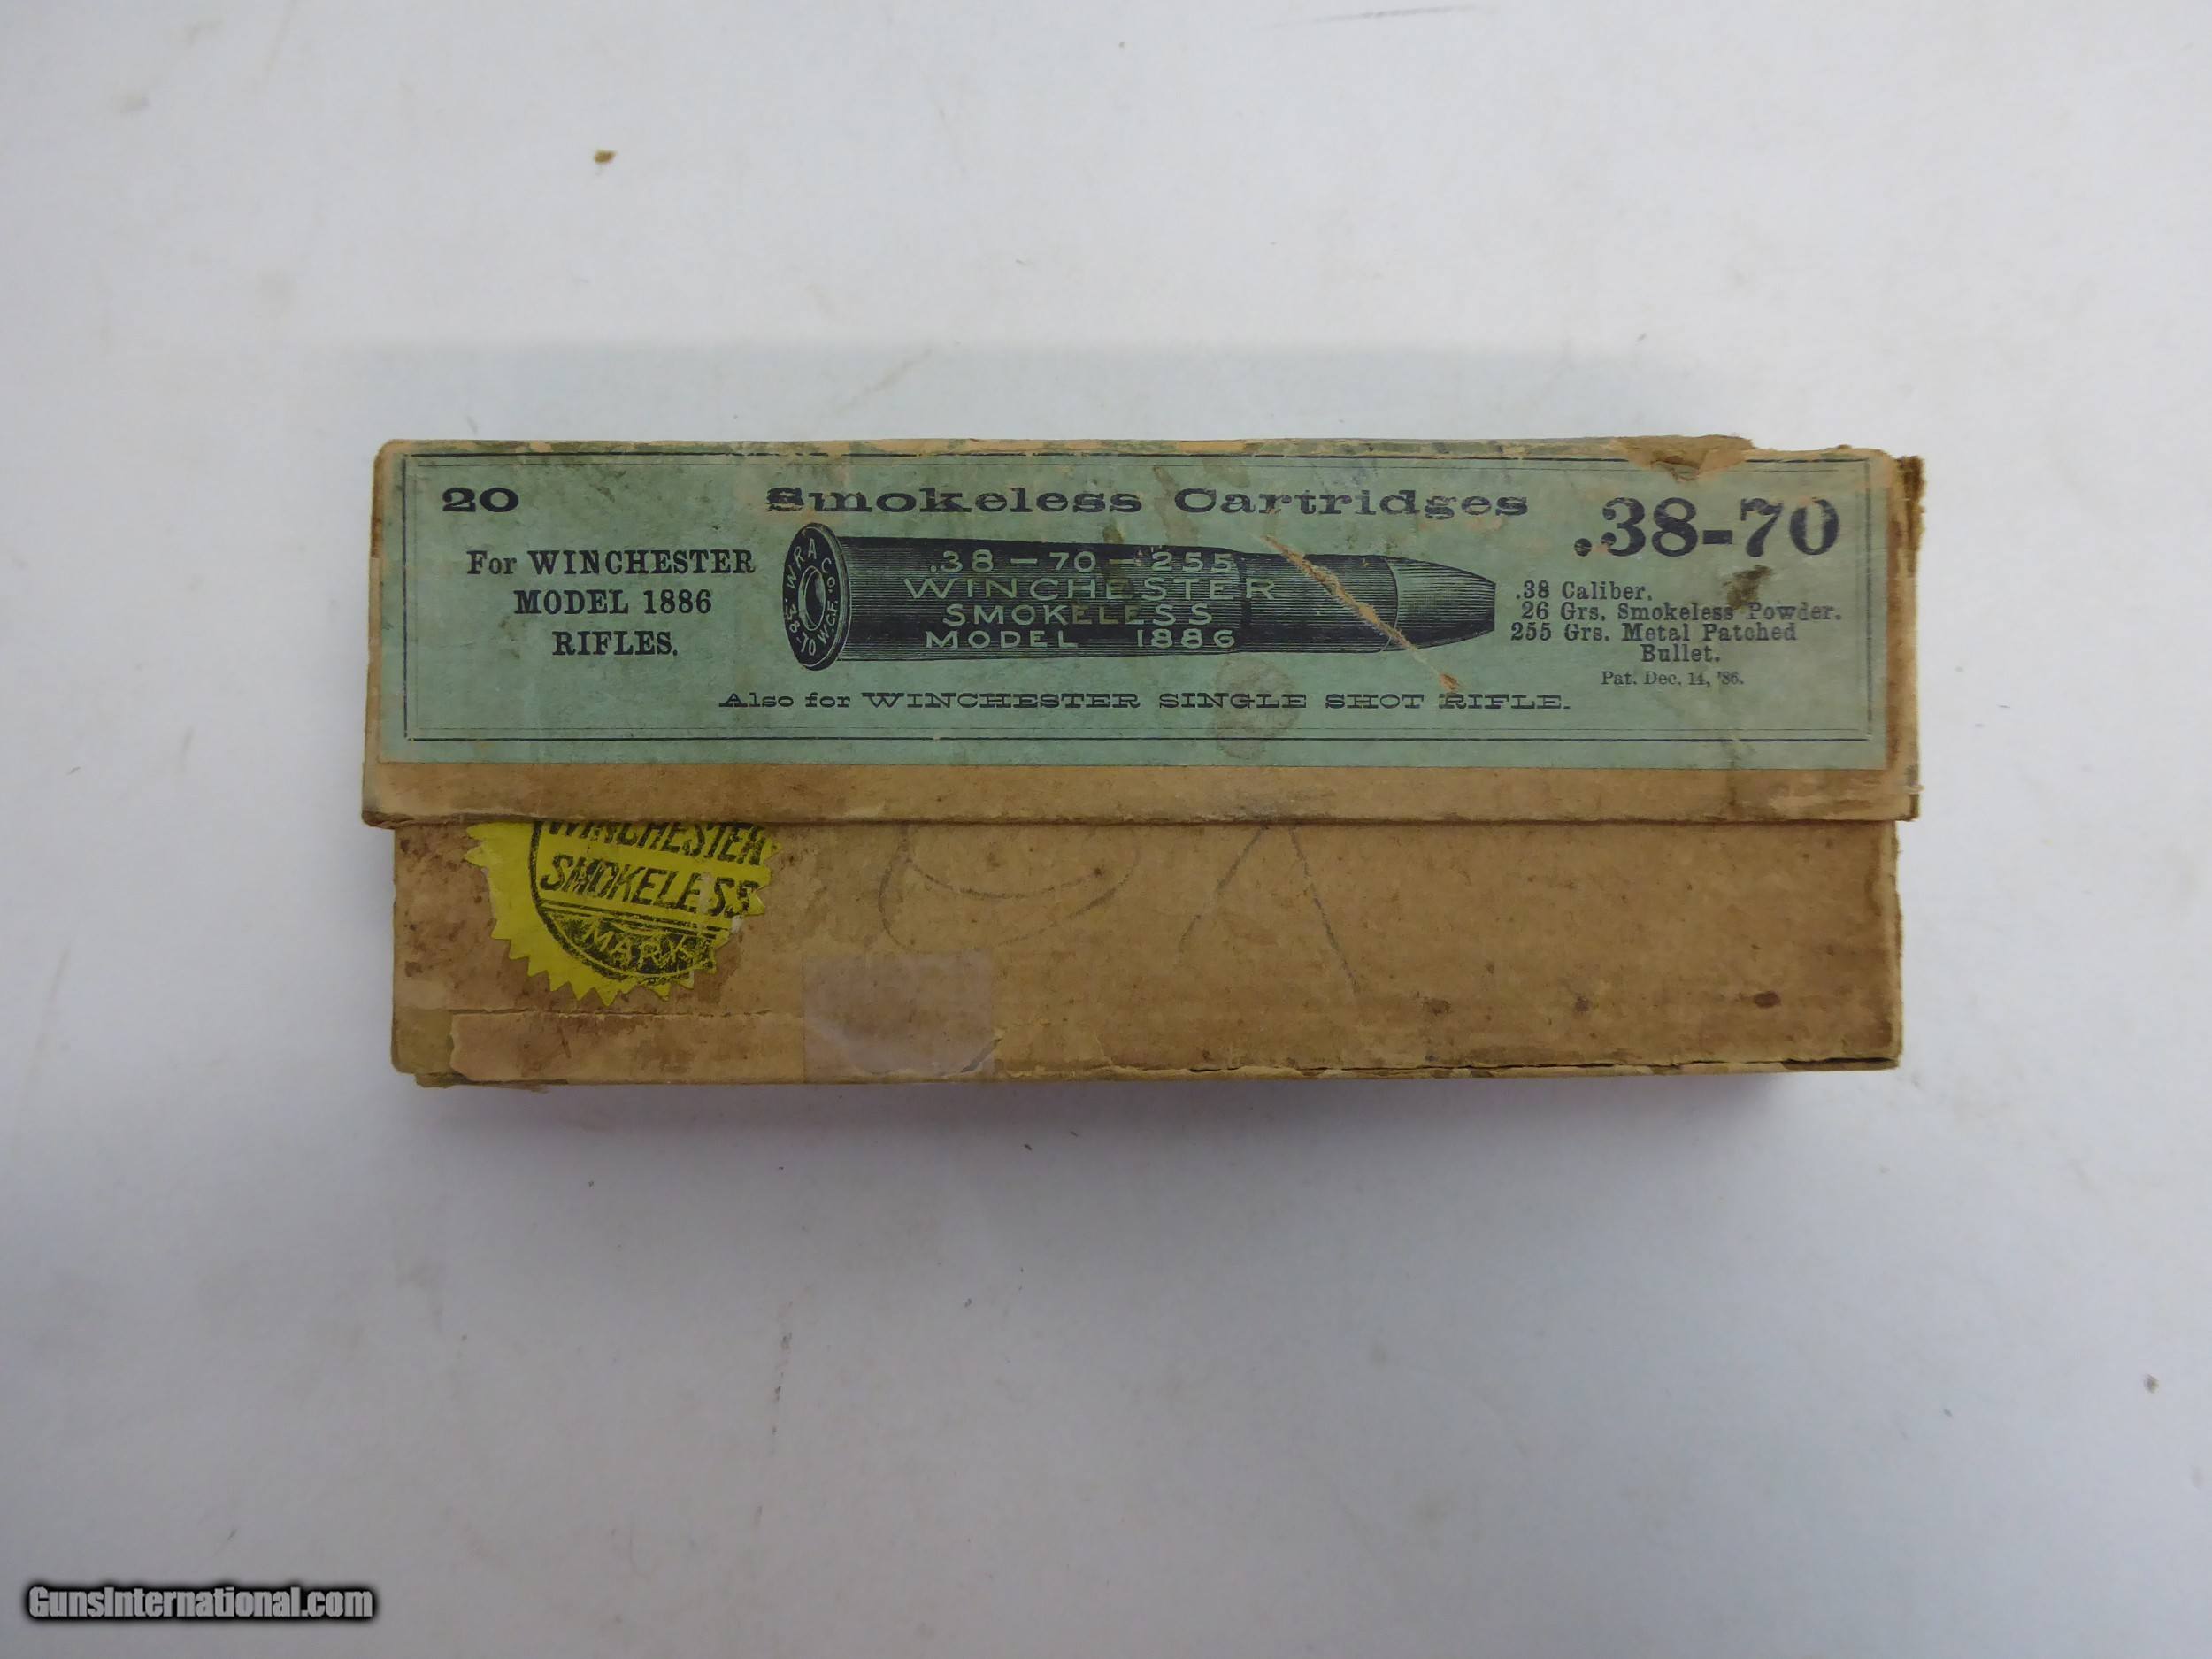 20
Smokeless Cartridges
.38-70
For WINCHESTER
MODEL 1886
RIFLES.
W.R.A.CO.
.38-70 W.C.F.
.38-70-255
WINCHESTER
SMOKELESS
MODEL 1886
.38 Caliber.
26 Grs. Smokeless Powder.
255 Grs. Metal Patched
Bullet.
Pat. Dec. 14, '86.
Also for WINCHESTER SINGLE SHOT RIFLE.
WINCHESTER
SMOKELESS
MARK
GunsInternational.com